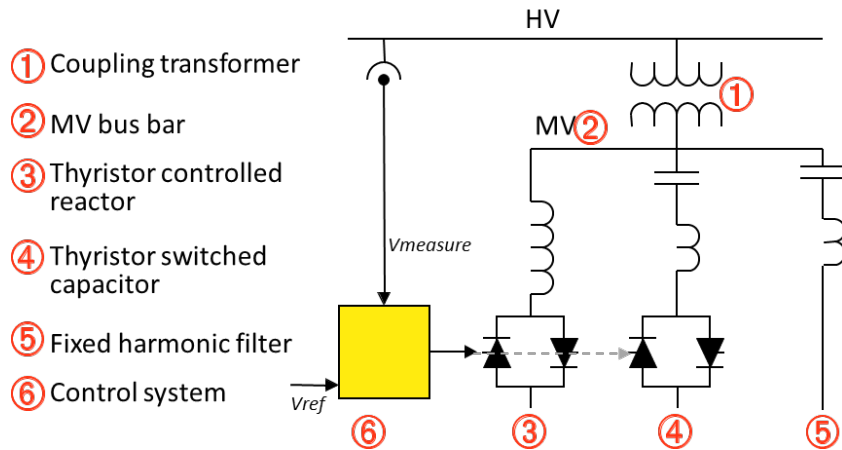 HV
① Coupling transformer
①
② MV bus bar
MV②
③ Thyristor controlled
reactor
④ Thyristor switched
capacitor
Vmeasure
⑤ Fixed harmonic filter
⑥ Control system
Vref
⑥
③
④
⑤